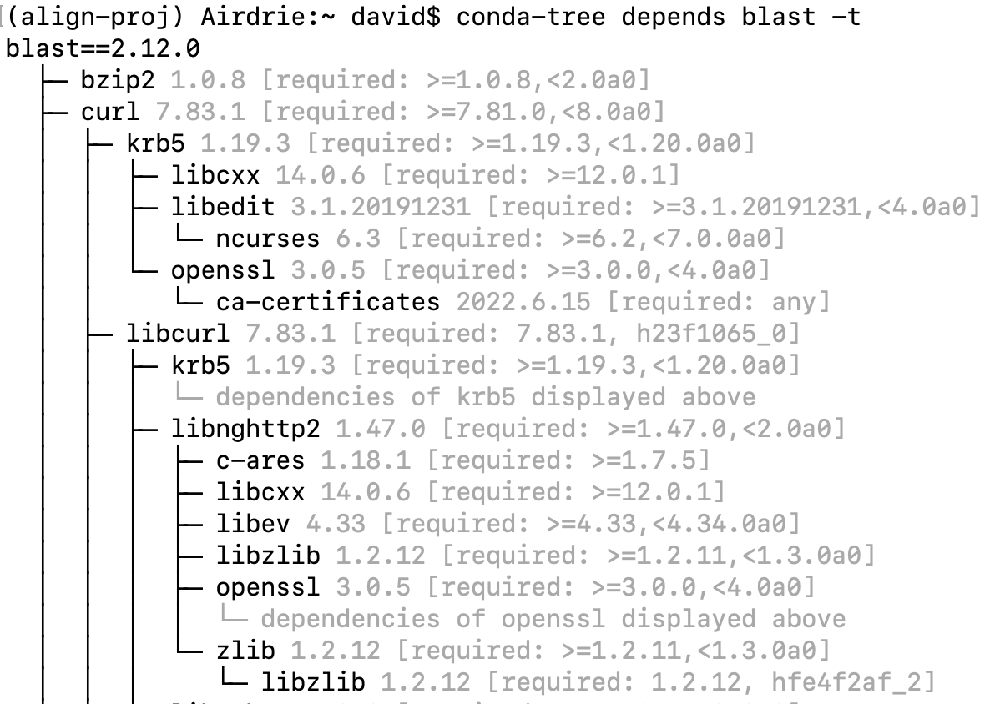 (align-proj) Airdrie:~ david$ conda-tree depends blast -t
blast==2.12.0
├─ bzip2 1.0.8 [required: >=1.0.8,<2.0a0]
├─ curl 7.83.1 [required: >=7.81.0,<8.0a0]
│  ├─ krb5 1.19.3 [required: >=1.19.3,<1.20.0a0]
│  │  ├─ libcxx 14.0.6 [required: >=12.0.1]
│  │  ├─ libedit 3.1.20191231 [required: >=3.1.20191231,<4.0a0]
│  │  │  └─ ncurses 6.3 [required: >=6.2,<7.0.0a0]
│  │  └─ openssl 3.0.5 [required: >=3.0.0,<4.0a0]
│  │     └─ ca-certificates 2022.6.15 [required: any]
│  ├─ libcurl 7.83.1 [required: 7.83.1, h23f1065_0]
│  │  ├─ krb5 1.19.3 [required: >=1.19.3,<1.20.0a0]
│  │  │  └─ dependencies of krb5 displayed above
│  │  ├─ libnghttp2 1.47.0 [required: >=1.47.0,<2.0a0]
│  │  │  ├─ c-ares 1.18.1 [required: >=1.7.5]
│  │  │  ├─ libcxx 14.0.6 [required: >=12.0.1]
│  │  │  ├─ libev 4.33 [required: >=4.33,<4.34.0a0]
│  │  │  ├─ libzlib 1.2.12 [required: >=1.2.11,<1.3.0a0]
│  │  │  ├─ openssl 3.0.5 [required: >=3.0.0,<4.0a0]
│  │  │  │  └─ dependencies of openssl displayed above
│  │  │  └─ zlib 1.2.12 [required: >=1.2.11,<1.3.0a0]
│  │  │     └─ libzlib 1.2.12 [required: 1.2.12, hfe4f2af_2]